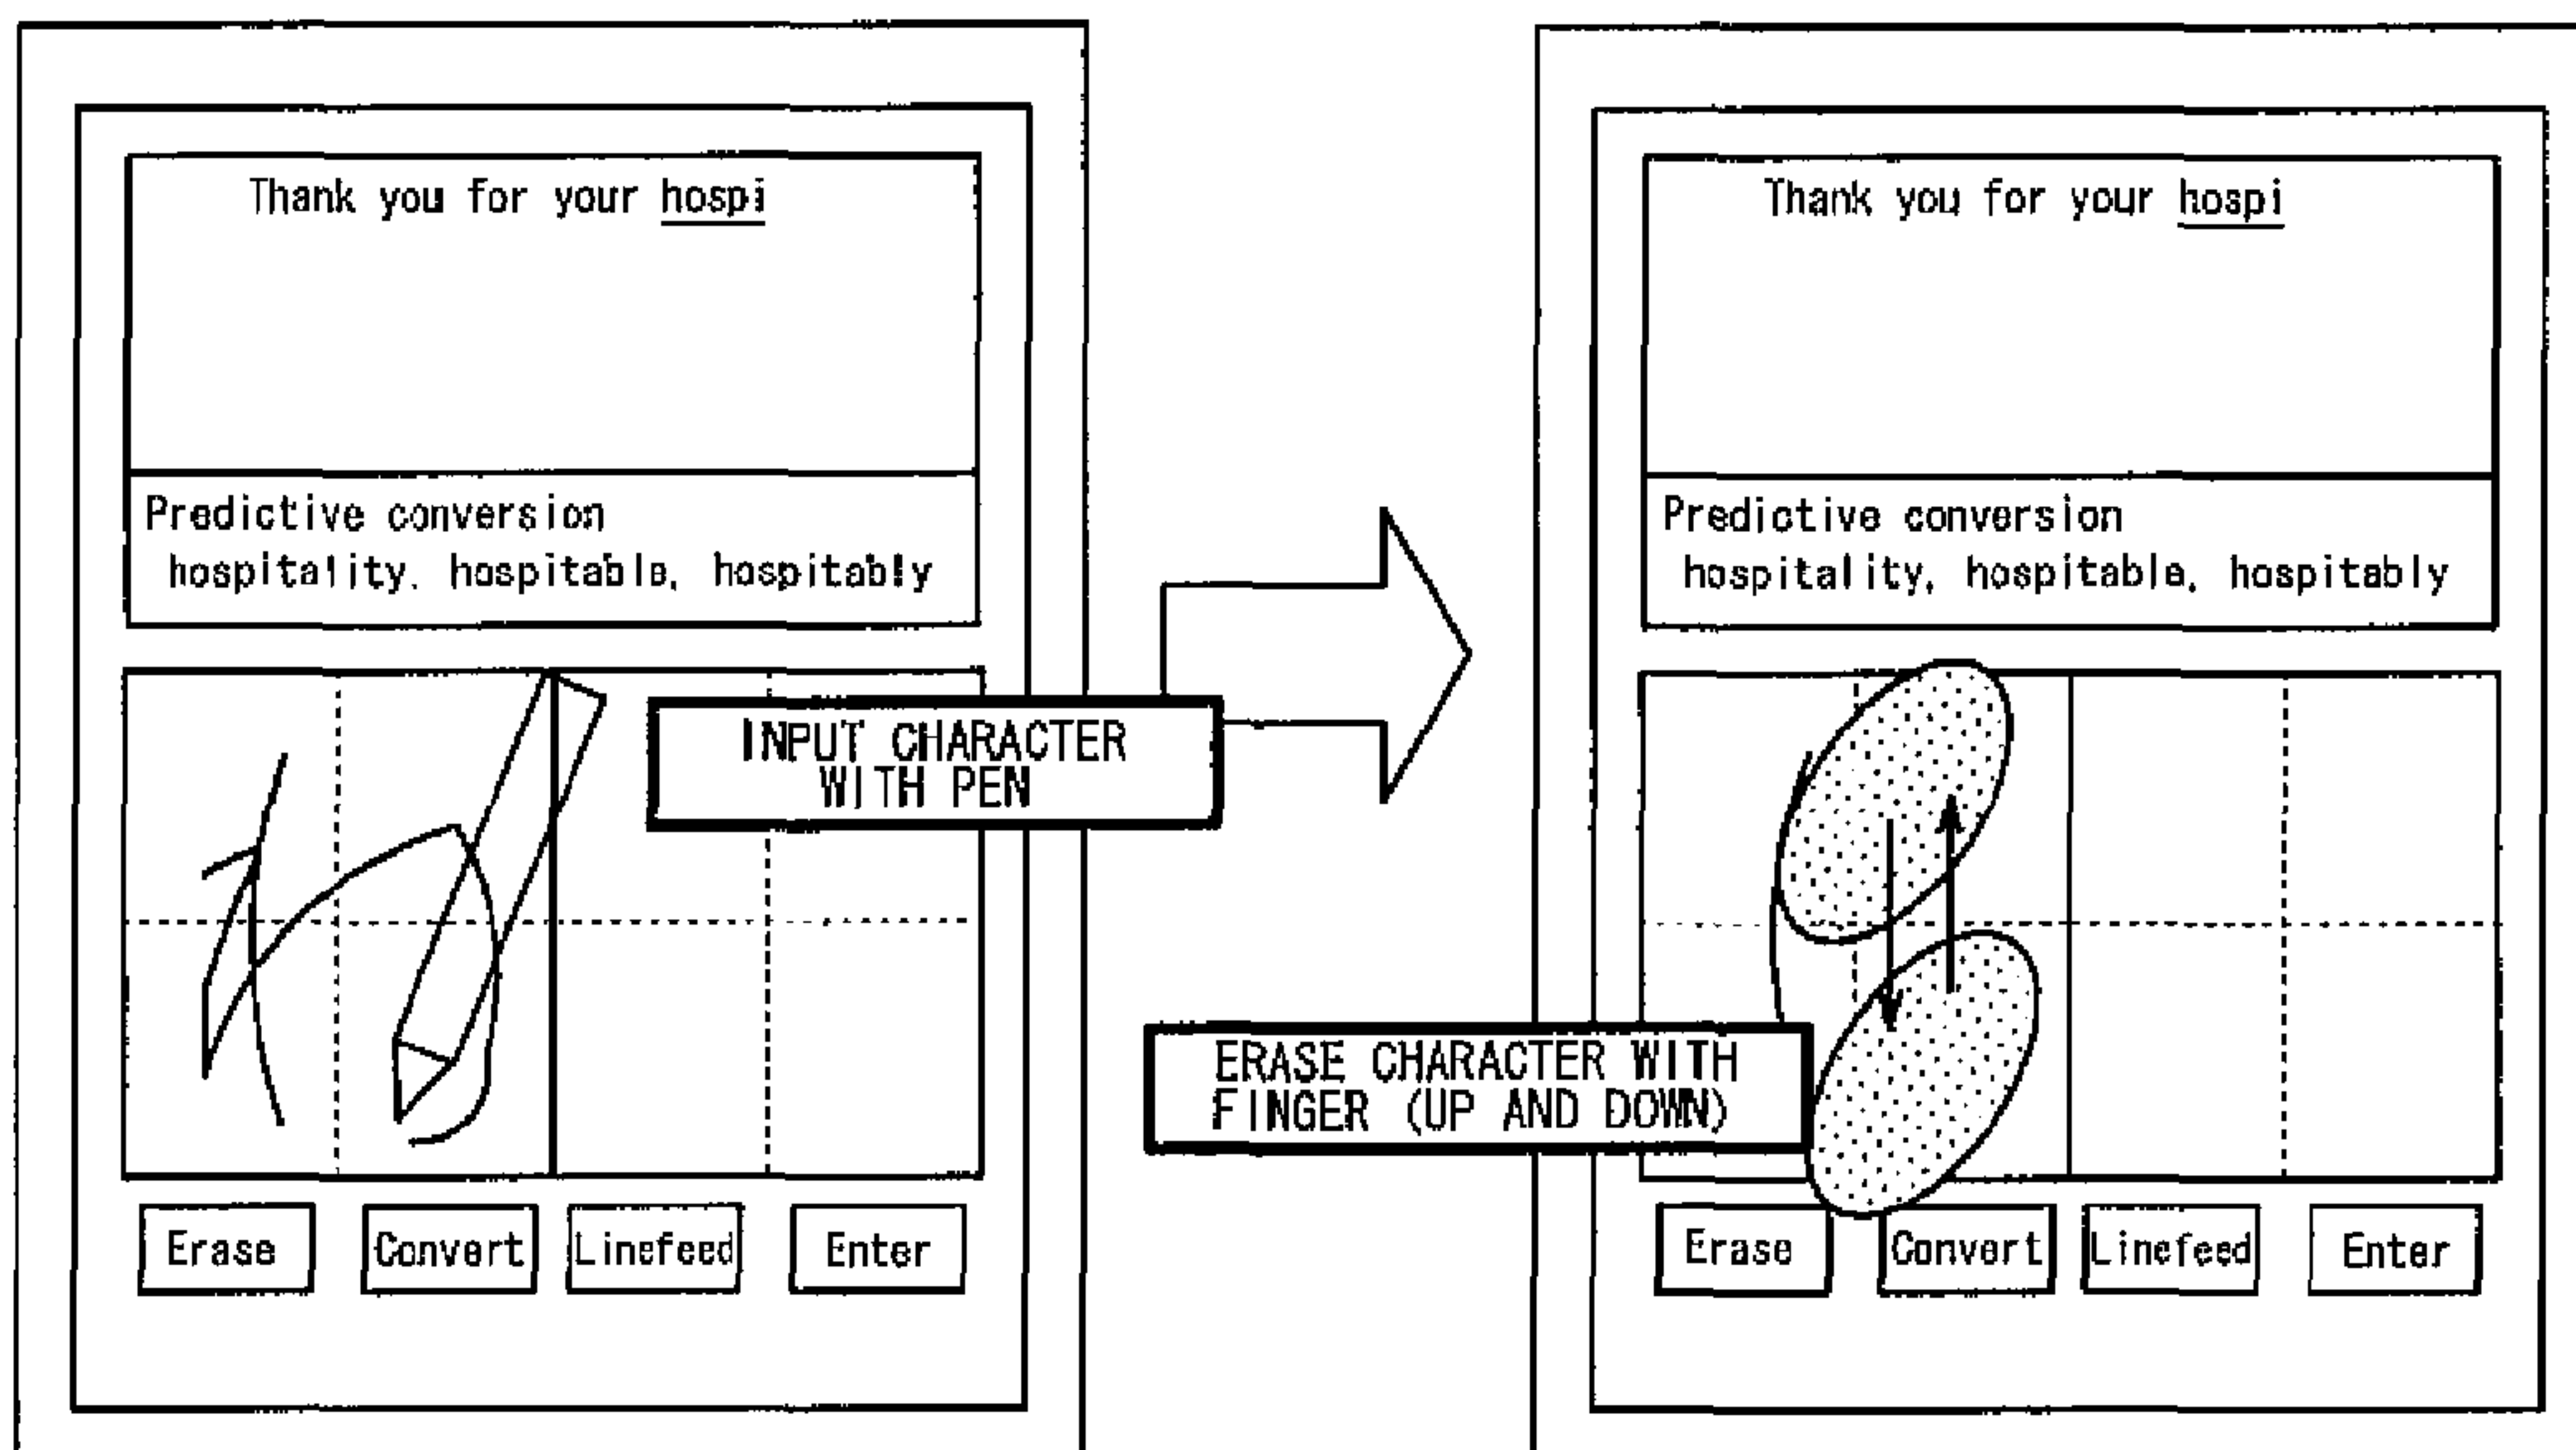 Thank you for your hospi
Predictive conversion
hospitality, hospitable, hospitably
INPUT CHARACTER
WITH PEN
Erase Convert Linefeed Enter
Thank you for your hospi
Predictive conversion
hospitality, hospitable, hospitably
ERASE CHARACTER WITH
FINGER (UP AND DOWN)
Erase Convert Linefeed Enter